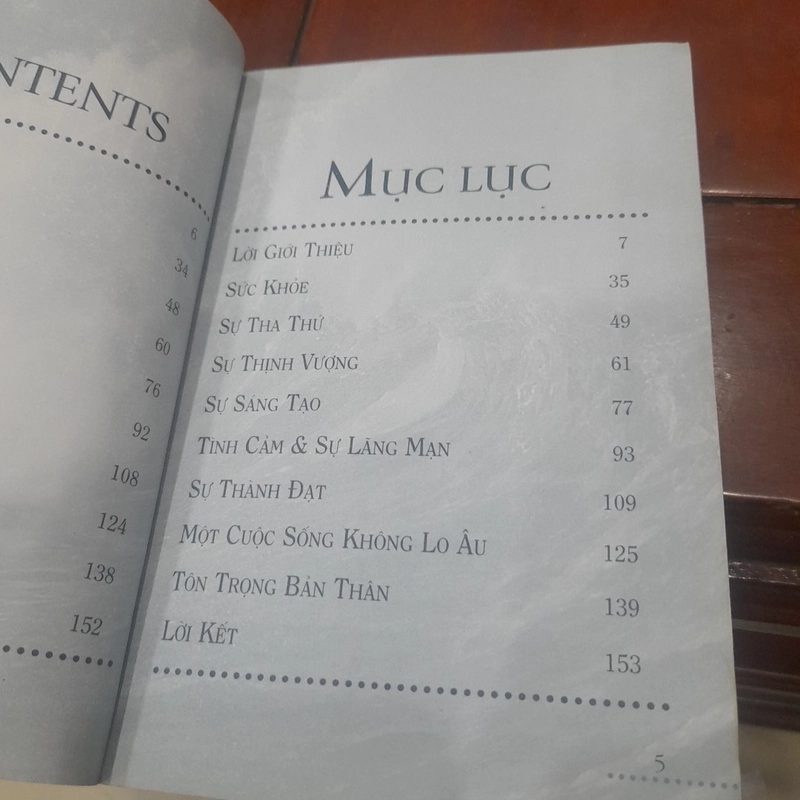 NTENTS
6
34
48
60
76
92
108
124
138
152
MỤC LỤC
LỜI GIỚI THIỆU 7
SỨC KHỎE 35
SỰ THA THỨ 49
SỰ THỊNH VƯỢNG 61
SỰ SÁNG TẠO 77
TÌNH CẢM & SỰ LÃNG MẠN 93
SỰ THÀNH ĐẠT 109
MỘT CUỘC SỐNG KHÔNG LO ÂU 125
TÔN TRỌNG BẢN THÂN 139
LỜI KẾT 153
5